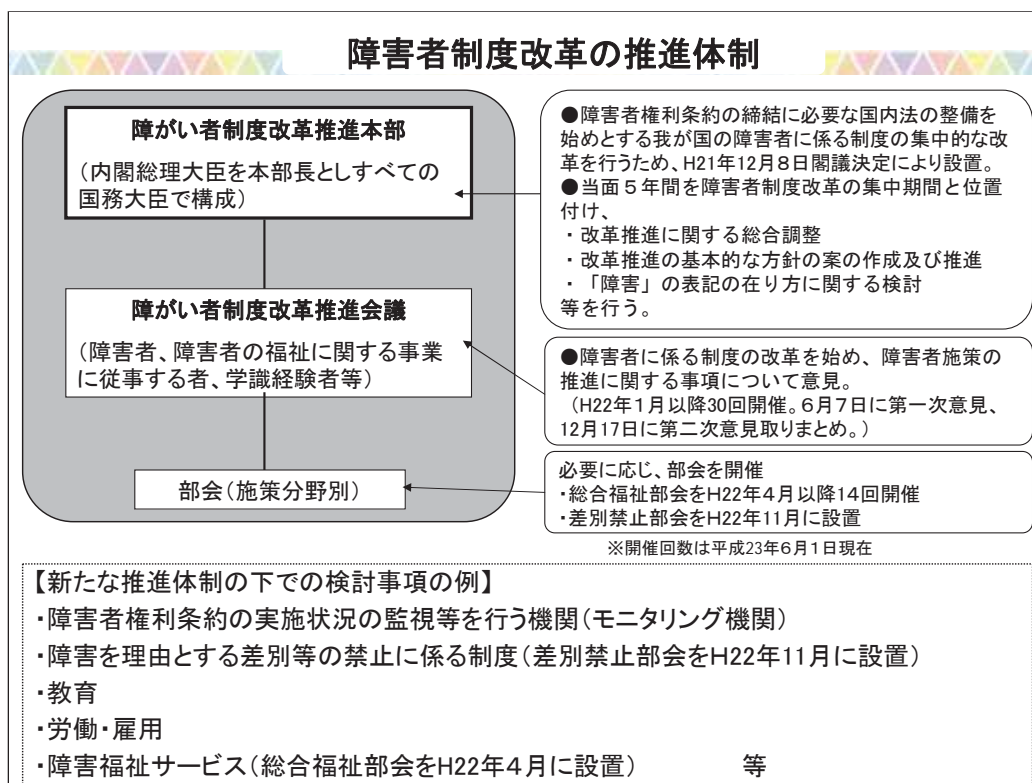 障害者制度改革の推進体制
障がい者制度改革推進本部
(内閣総理大臣を本部長としすべての
国務大臣で構成)
●障害者権利条約の締結に必要な国内法の整備を
始めとする我が国の障害者に係る制度の集中的な改
革を行うため、H21年12月８日閣議決定により設置。
●当面５年間を障害者制度改革の集中期間と位置
付け、
・ 改革推進に関する総合調整
・ 改革推進の基本的な方針の案の作成及び推進
・ 「障害」の表記の在り方に関する検討
等を行う。
障がい者制度改革推進会議
(障害者、障害者の福祉に関する事業
に従事する者、学識経験者等)
●障害者に係る制度の改革を始め、障害者施策の
推進に関する事項について意見。
(H22年１月以降30回開催。６月７日に第一次意見、
12月17日に第二次意見取りまとめ。)
部会(施策分野別)
必要に応じ、部会を開催
・総合福祉部会をH22年４月以降１４回開催
・差別禁止部会をH22年11月に設置
※開催回数は平成23年６月１日現在
【新たな推進体制の下での検討事項の例】
・障害者権利条約の実施状況の監視等を行う機関(モニタリング機関)
・障害を理由とする差別等の禁止に係る制度(差別禁止部会をH22年11月に設置)
・教育
・労働・雇用
・障害福祉サービス(総合福祉部会をH22年４月に設置) 等